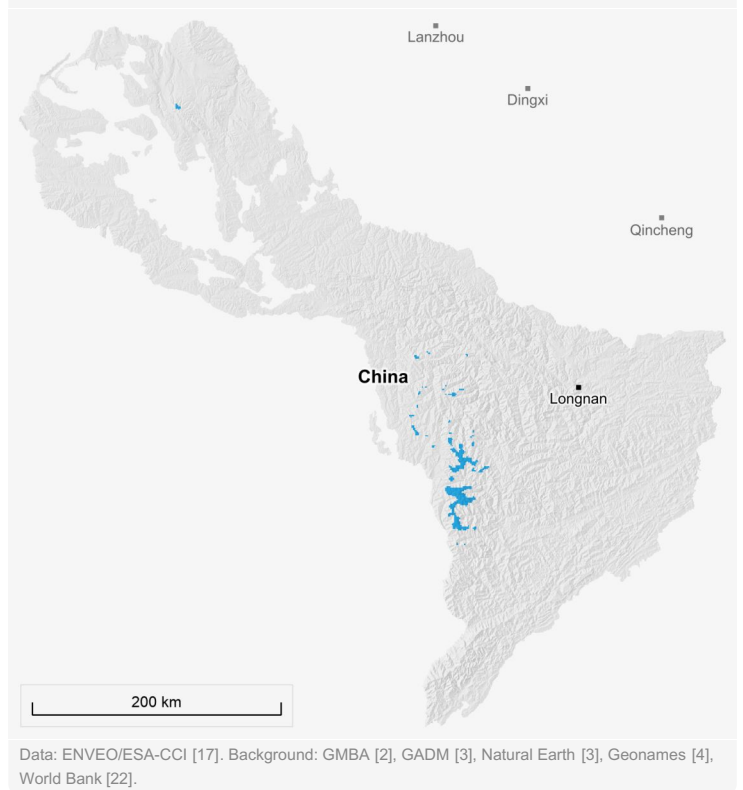 Lanzhou
Dingxi
Qincheng
China
Longnan
200 km
Data: ENVEO/ESA-CCI [17]. Background: GMBA [2], GADM [3], Natural Earth [3], Geonames [4],
World Bank [22].